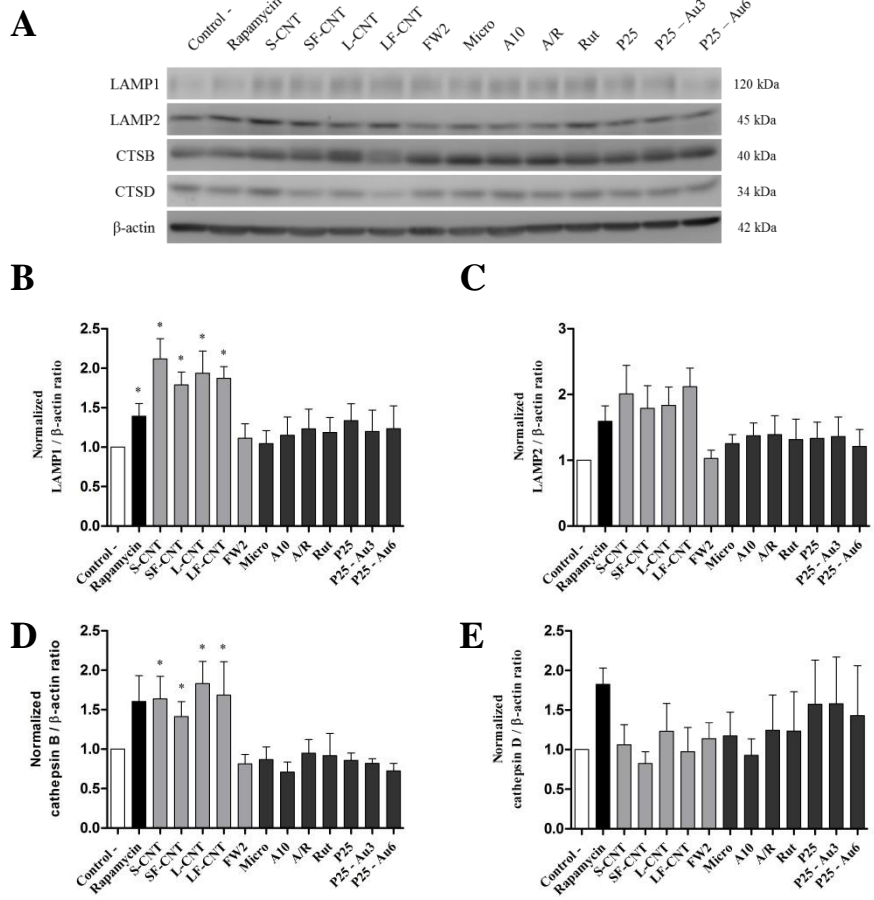 A
Control - Rapamycin S-CNT SF-CNT L-CNT LF-CNT FW2 Micro A10 A/R Rut P25 P25 – Au3 P25 – Au6
LAMP1 120 kDa
LAMP2 45 kDa
CTSB 40 kDa
CTSD 34 kDa
β-actin 42 kDa
B
Normalized
LAMP1 / β-actin ratio
2.5
2.0
1.5
1.0
0.5
0.0
* * * * *
Control - Rapamycin S-CNT SF-CNT L-CNT LF-CNT FW2 Micro A10 A/R Rut P25 P25 - Au3 P25 - Au6
C
Normalized
LAMP2 / β-actin ratio
3
2
1
0
Control - Rapamycin S-CNT SF-CNT L-CNT LF-CNT FW2 Micro A10 A/R Rut P25 P25 - Au3 P25 - Au6
D
Normalized
cathepsin B / β-actin ratio
2.5
2.0
1.5
1.0
0.5
0.0
* * * *
Control - Rapamycin S-CNT SF-CNT L-CNT LF-CNT FW2 Micro A10 A/R Rut P25 P25 - Au3 P25 - Au6
E
Normalized
cathepsin D / β-actin ratio
2.5
2.0
1.5
1.0
0.5
0.0
Control - Rapamycin S-CNT SF-CNT L-CNT LF-CNT FW2 Micro A10 A/R Rut P25 P25 - Au3 P25 - Au6